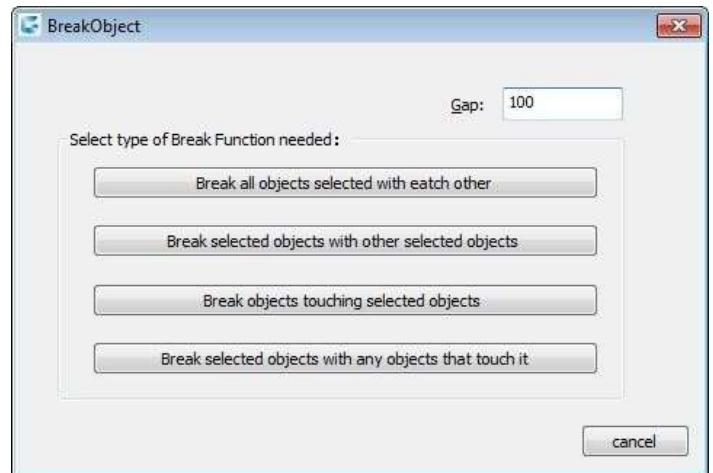 BreakObject
Gap: 100
Select type of Break Function needed:
Break all objects selected with eatch other
Break selected objects with other selected objects
Break objects touching selected objects
Break selected objects with any objects that touch it
cancel